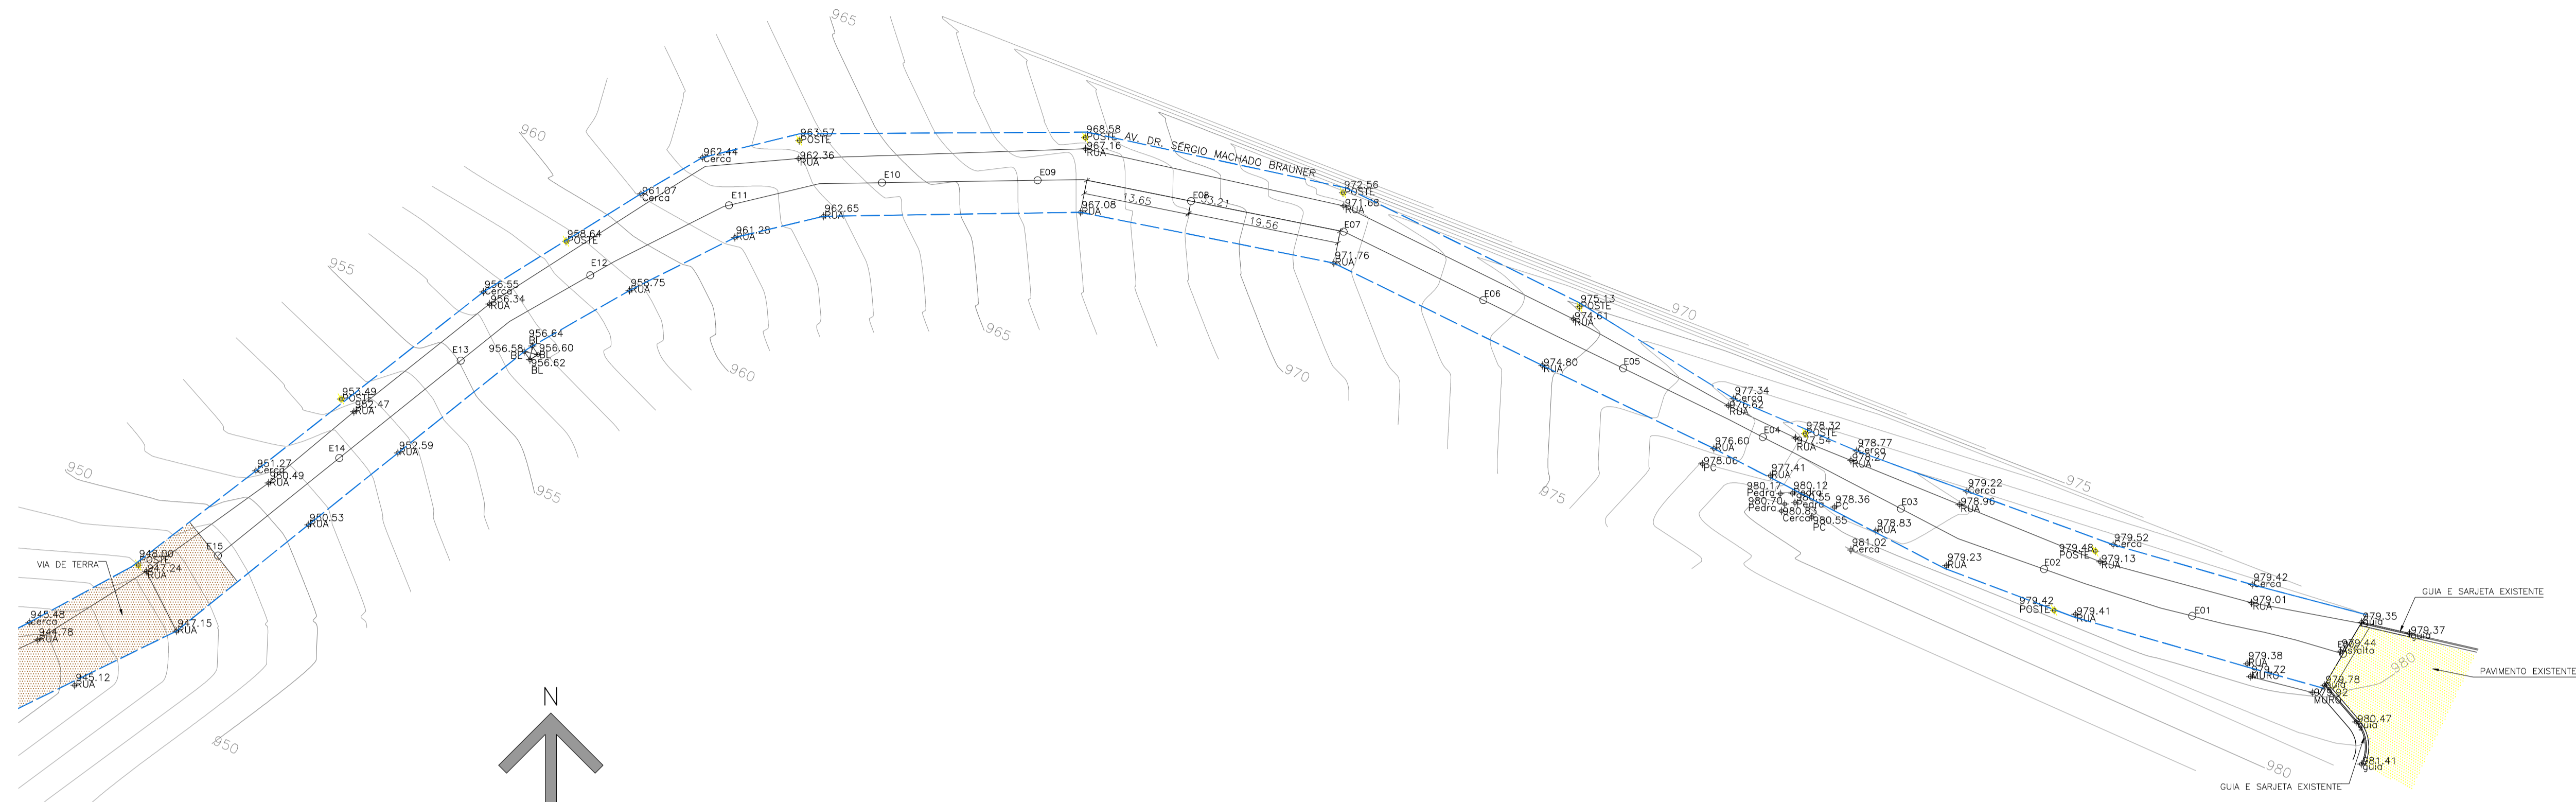 965
960
955
950
963.57
POSTE
962.36
RUA
962.44
Cerca
961.07
Cerca
958.64
POSTE
956.55
Cerca
956.34
RUA
968.58
POSTE
967.16
RUA
AV. DR. SÉRGIO MACHADO BRAUNER
972.56
POSTE
971.68
RUA
E11
E10
E09
E08
E07
13.65
33.21
19.56
962.65
RUA
961.28
RUA
967.08
RUA
971.76
RUA
E12
958.75
RUA
956.64
BL
956.58
BL
956.60
BL
956.62
BL
E13
965
960
970
955
975
E06
975.13
POSTE
974.61
RUA
970
974.80
RUA
E05
953.49
POSTE
952.47
RUA
952.59
RUA
E14
951.27
Cerca
950.49
RUA
950.53
RUA
E15
977.34
Cerca
976.62
RUA
E04
978.32
POSTE
977.54
RUA
978.77
Cerca
978.27
RUA
976.60
RUA
978.06
PC
977.41
RUA
980.17
Pedra
980.12
Pedra
980.70
Pedra
980.55
Pedra
980.83
Cerca
978.36
PC
980.55
PC
978.83
RUA
981.02
Cerca
E03
979.22
Cerca
978.96
RUA
975
979.52
Cerca
979.48
POSTE
979.13
RUA
979.23
RUA
E02
979.42
POSTE
979.41
RUA
E01
979.42
Cerca
979.01
RUA
979.38
RUA
979.72
MURO
979.35
guia
979.37
guia
979.44
Asfalto
979.78
guia
MURO
980.47
guia
981.41
guia
980
980
GUIA E SARJETA EXISTENTE
PAVIMENTO EXISTENTE
GUIA E SARJETA EXISTENTE
VIA DE TERRA
948.00
POSTE
947.24
RUA
947.15
RUA
945.48
Cerca
944.78
RUA
945.12
RUA
950
N